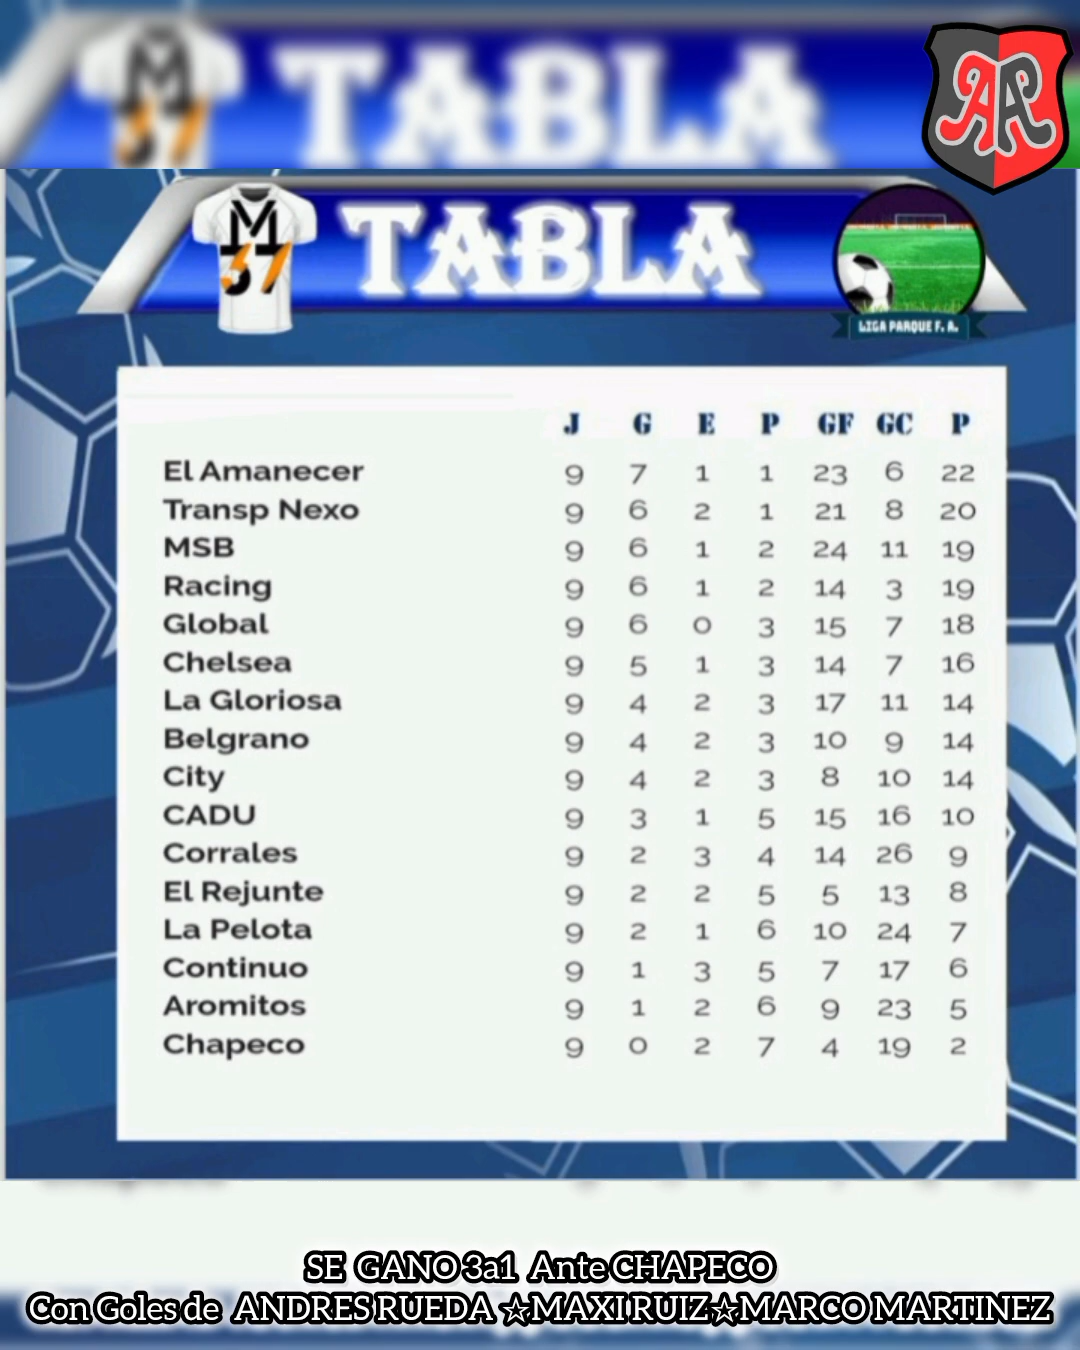 TABLA
AA
M
37
TABLA
LIGA PARQUE F. A.
J G E P GF GC P
El Amanecer 9 7 1 1 23 6 22
Transp Nexo 9 6 2 1 21 8 20
MSB 9 6 1 2 24 11 19
Racing 9 6 1 2 14 3 19
Global 9 6 0 3 15 7 18
Chelsea 9 5 1 3 14 7 16
La Gloriosa 9 4 2 3 17 11 14
Belgrano 9 4 2 3 10 9 14
City 9 4 2 3 8 10 14
CADU 9 3 1 5 15 16 10
Corrales 9 2 3 4 14 26 9
El Rejunte 9 2 2 5 5 13 8
La Pelota 9 2 1 6 10 24 7
Continuo 9 1 3 5 7 17 6
Aromitos 9 1 2 6 9 23 5
Chapeco 9 0 2 7 4 19 2
SE GANO 3a1 Ante CHAPECO
Con Goles de ANDRES RUEDA ☆MAXI RUIZ☆MARCO MARTINEZ